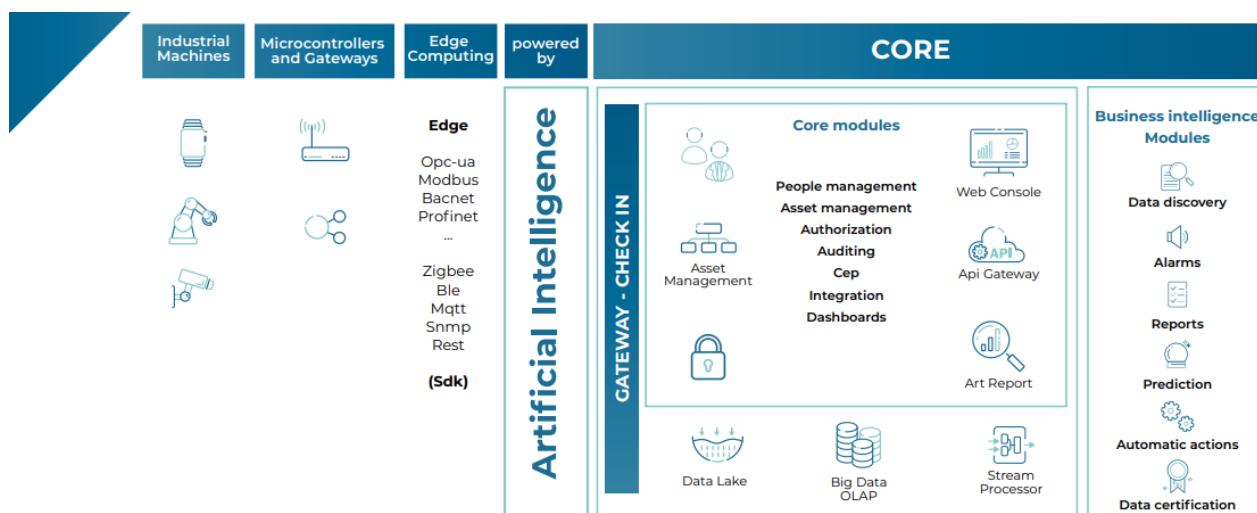 Industrial
Machines
Microcontrollers
and Gateways
Edge
Computing
powered
by
CORE
Edge
Opc-ua
Modbus
Bacnet
Profinet
...
Zigbee
Ble
Mqtt
Snmp
Rest
(Sdk)
Artificial Intelligence
GATEWAY - CHECK IN
Core modules
People management
Asset management
Authorization
Auditing
Cep
Integration
Dashboards
Asset
Management
Web Console
API
Api Gateway
Art Report
Data Lake
Big Data
OLAP
Stream
Processor
Business intelligence
Modules
Data discovery
Alarms
Reports
Prediction
Automatic actions
Data certification